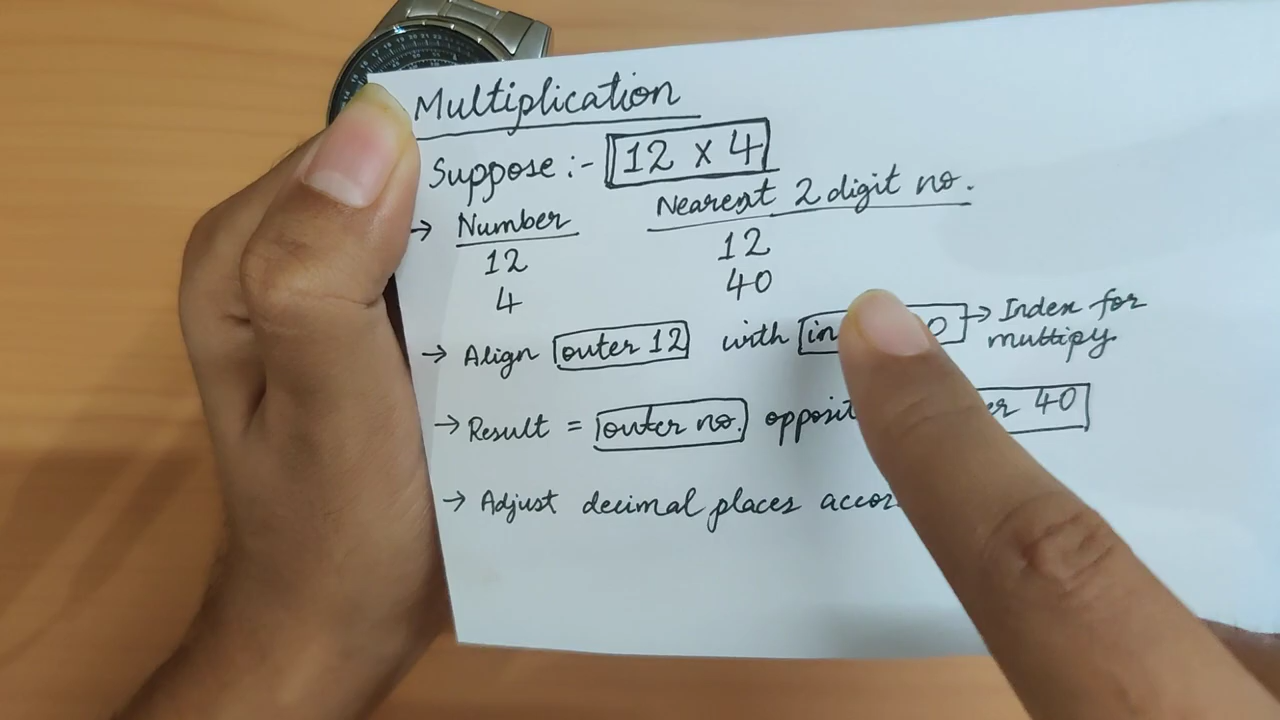 Multiplication
Suppose :- 12 x 4
→ Number Nearest 2 digit no.
12 12
4 40
→ Align outer 12 with → Index for
multipy.
→ Result = outer no. 40
→ Adjust decimal places